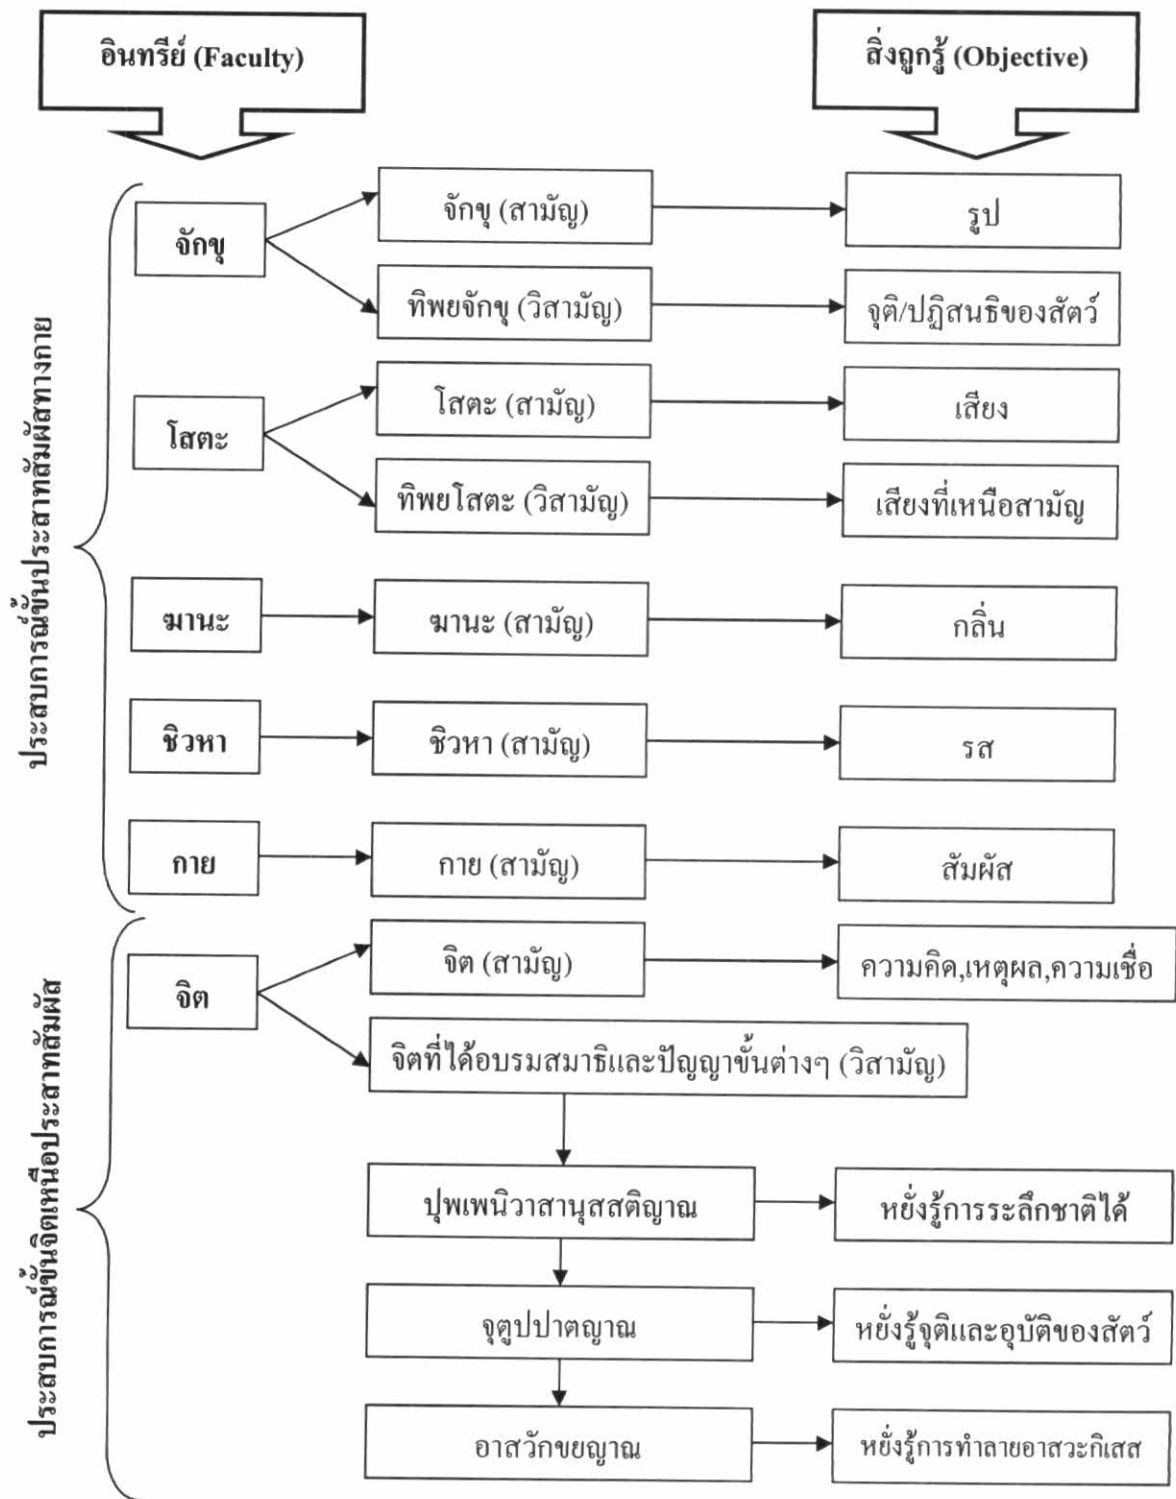 อินทรีย์ (Faculty)
สิ่งถูกรู้ (Objective)
ประสบการณ์ขั้นประสาทสัมผัสทางกาย
จักขุ
จักขุ (สามัญ)
รูป
ทิพยจักขุ (วิสามัญ)
จุติ/ปฏิสนธิของสัตว์
โสตะ
โสตะ (สามัญ)
เสียง
ทิพยโสตะ (วิสามัญ)
เสียงที่เหนือสามัญ
ฆานะ
ฆานะ (สามัญ)
กลิ่น
ชิวหา
ชิวหา (สามัญ)
รส
กาย
กาย (สามัญ)
สัมผัส
ประสบการณ์ขั้นจิตเหนือประสาทสัมผัส
จิต
จิต (สามัญ)
ความคิด,เหตุผล,ความเชื่อ
จิตที่ได้อบรมสมาธิและปัญญาขั้นต่างๆ (วิสามัญ)
ปุพเพนิวาสานุสสติญาณ
หยั่งรู้การระลึกชาติได้
จุตูปปาตญาณ
หยั่งรู้จุติและอุบัติของสัตว์
อาสวักขยญาณ
หยั่งรู้การทำลายอาสวะกิเสส